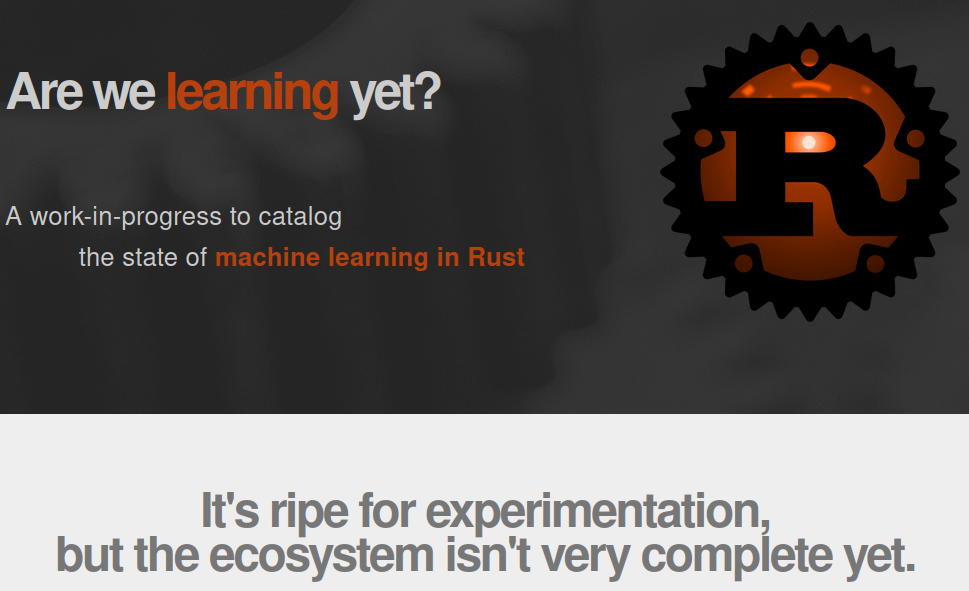 Are we learning yet?
A work-in-progress to catalog
the state of machine learning in Rust
R
It's ripe for experimentation,
but the ecosystem isn't very complete yet.